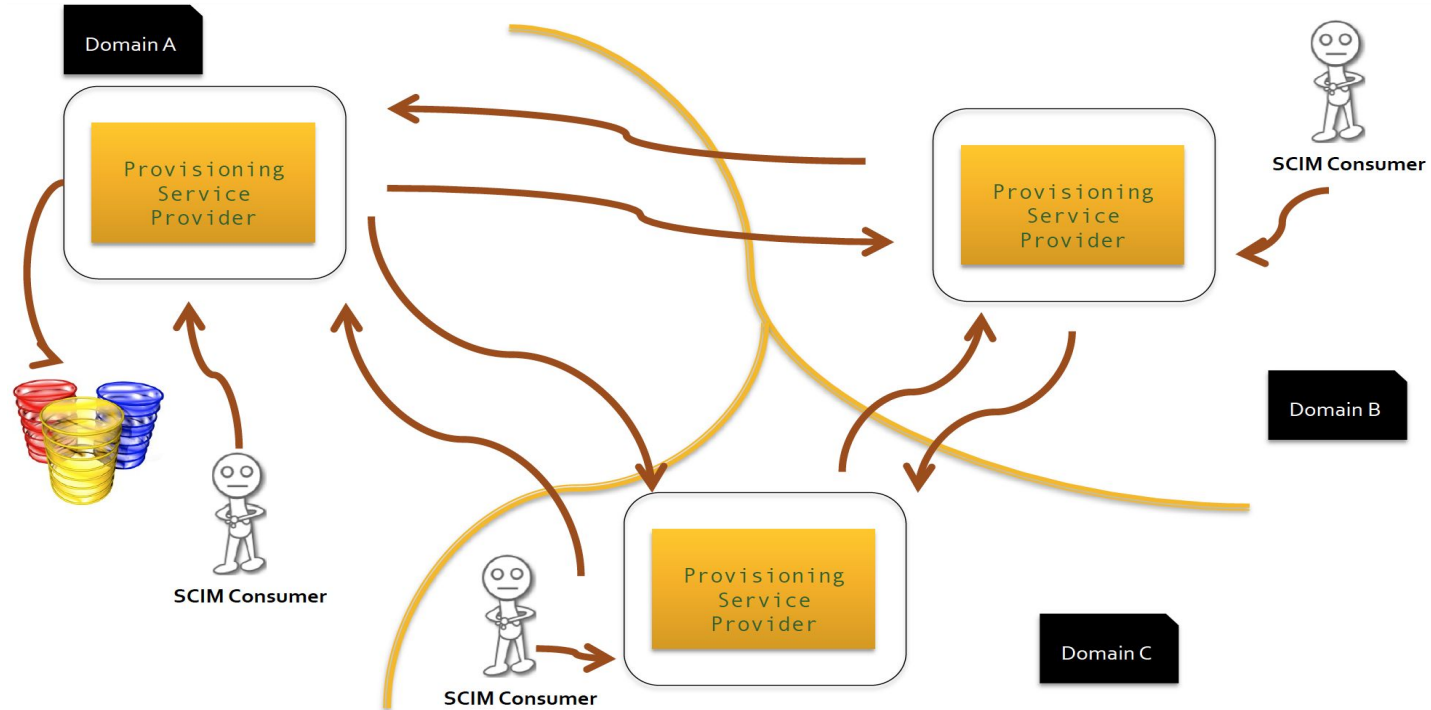 Domain A
Provisioning
Service
Provider
Provisioning
Service
Provider
SCIM Consumer
Domain B
SCIM Consumer
Provisioning
Service
Provider
SCIM Consumer
Domain C